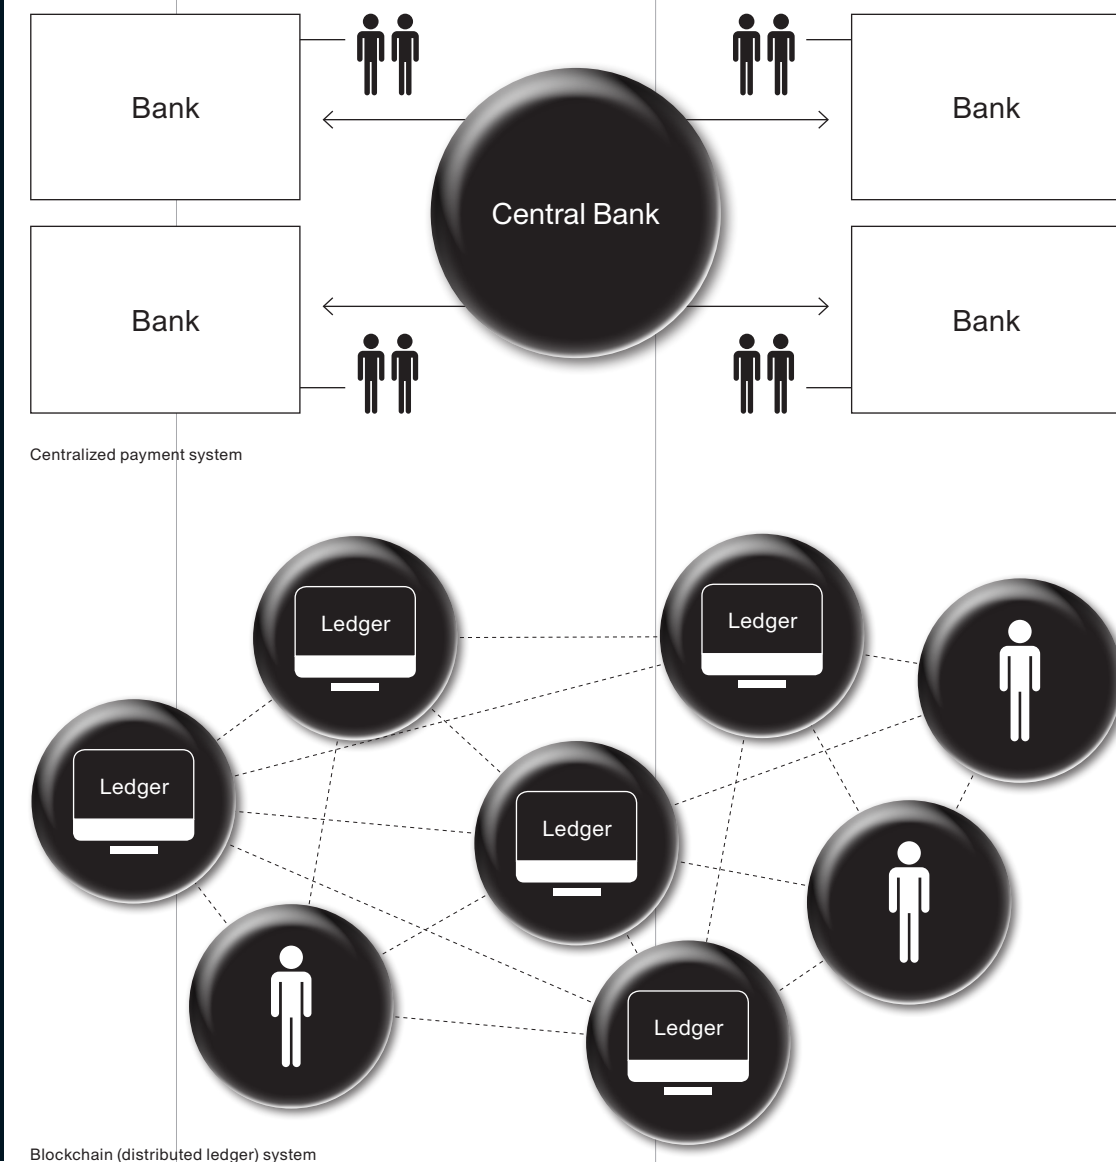 Bank
Bank
Central Bank
Bank
Bank
Centralized payment system
Ledger
Ledger
Ledger
Ledger
Ledger
Blockchain (distributed ledger) system